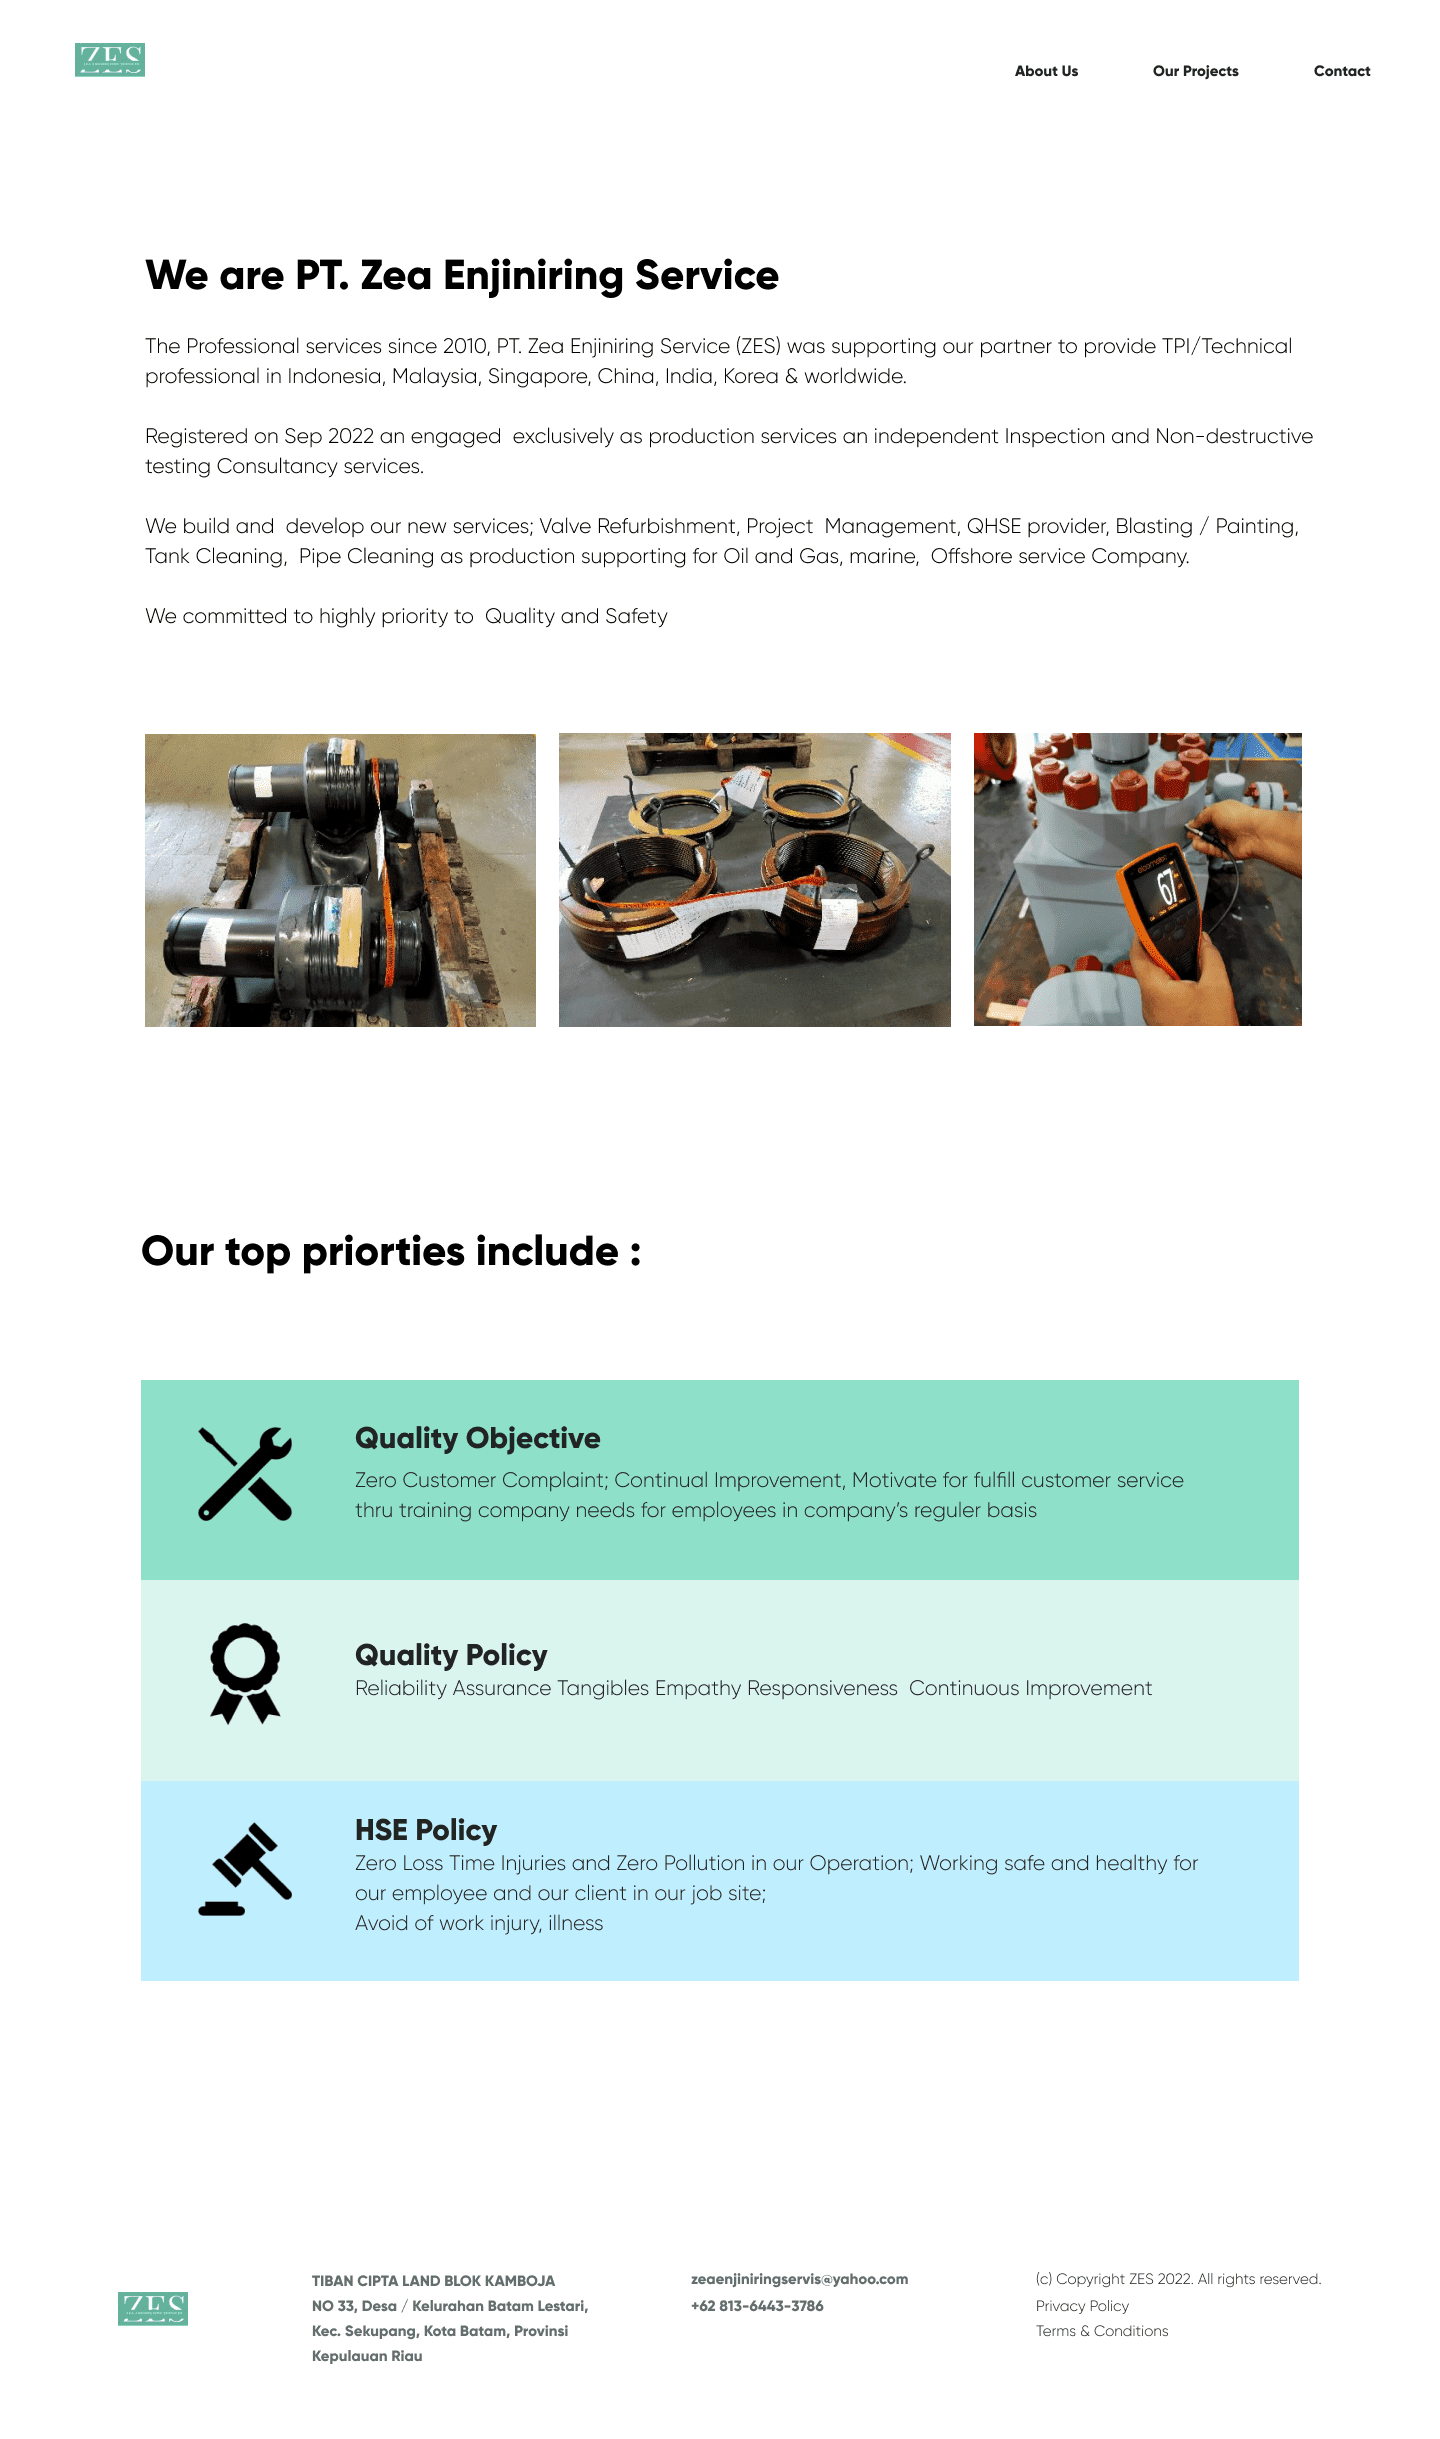 ZES
About Us
Our Projects
Contact
We are PT. Zea Enjiniring Service
The Professional services since 2010, PT. Zea Enjiniring Service (ZES) was supporting our partner to provide TPI/Technical
professional in Indonesia, Malaysia, Singapore, China, India, Korea & worldwide.
Registered on Sep 2022 an engaged  exclusively as production services an independent Inspection and Non-destructive
testing Consultancy services.
We build and  develop our new services; Valve Refurbishment, Project  Management, QHSE provider, Blasting / Painting,
Tank Cleaning,  Pipe Cleaning as production supporting for Oil and Gas, marine,  Offshore service Company.
We committed to highly priority to  Quality and Safety
elcometer
67
Our top priorties include :
Quality Objective
Zero Customer Complaint; Continual Improvement, Motivate for fulfill customer service
thru training company needs for employees in company’s reguler basis
Quality Policy
Reliability Assurance Tangibles Empathy Responsiveness  Continuous Improvement
HSE Policy
Zero Loss Time Injuries and Zero Pollution in our Operation; Working safe and healthy for
our employee and our client in our job site;
Avoid of work injury, illness
ZES
TIBAN CIPTA LAND BLOK KAMBOJA
NO 33, Desa / Kelurahan Batam Lestari,
Kec. Sekupang, Kota Batam, Provinsi
Kepulauan Riau
zeaenjiniringservis@yahoo.com
+62 813-6443-3786
(c) Copyright ZES 2022. All rights reserved.
Privacy Policy
Terms & Conditions